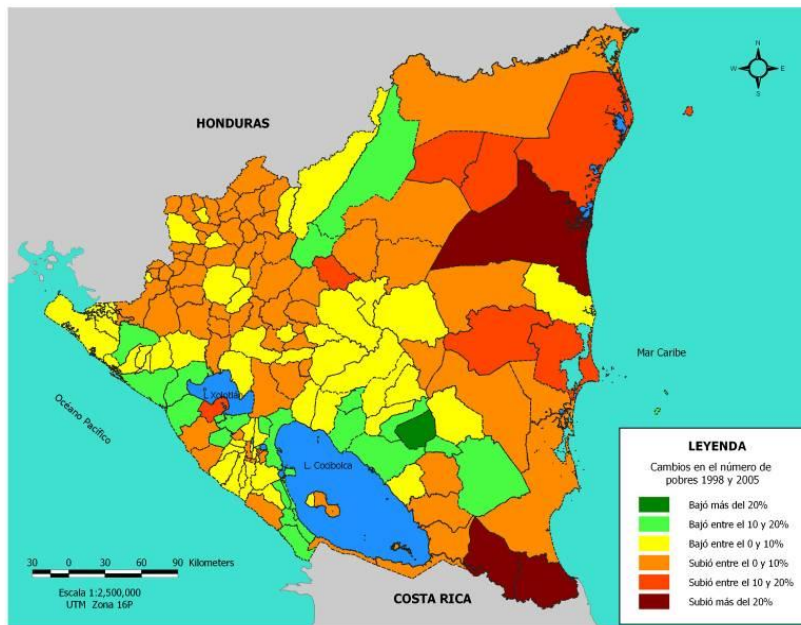 N
W E
S
HONDURAS
L. Xolotlán
Mar Caribe
Océano Pacífico
L. Cocibolca
LEYENDA
Cambios en el número de
pobres 1998 y 2005
Bajó más del 20%
Bajó entre el 10 y 20%
Bajó entre el 0 y 10%
Subió entre el 0 y 10%
Subió entre el 10 y 20%
Subió más del 20%
30 0 30 60 90 Kilometers
Escala 1:2,500,000
UTM Zona 16P
COSTA RICA